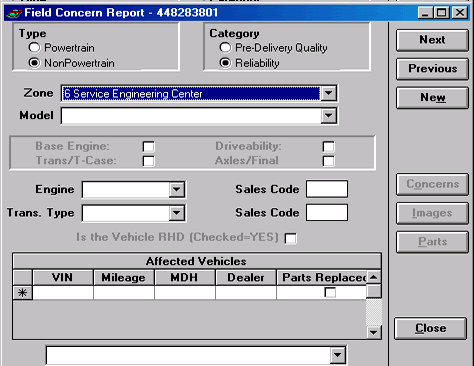 Field Concern Report - 448283801
Type
Powertrain
NonPowertrain
Category
Pre-Delivery Quality
Reliability
Next
Previous
New
Zone 6 Service Engineering Center
Model
Base Engine: Driveability:
Trans/T-Case: Axles/Final
Engine Sales Code
Trans. Type Sales Code
Is the Vehicle RHD (Checked=YES)
Concerns
Images
Parts
Affected Vehicles
VIN Mileage MDH Dealer Parts Replaced
Close